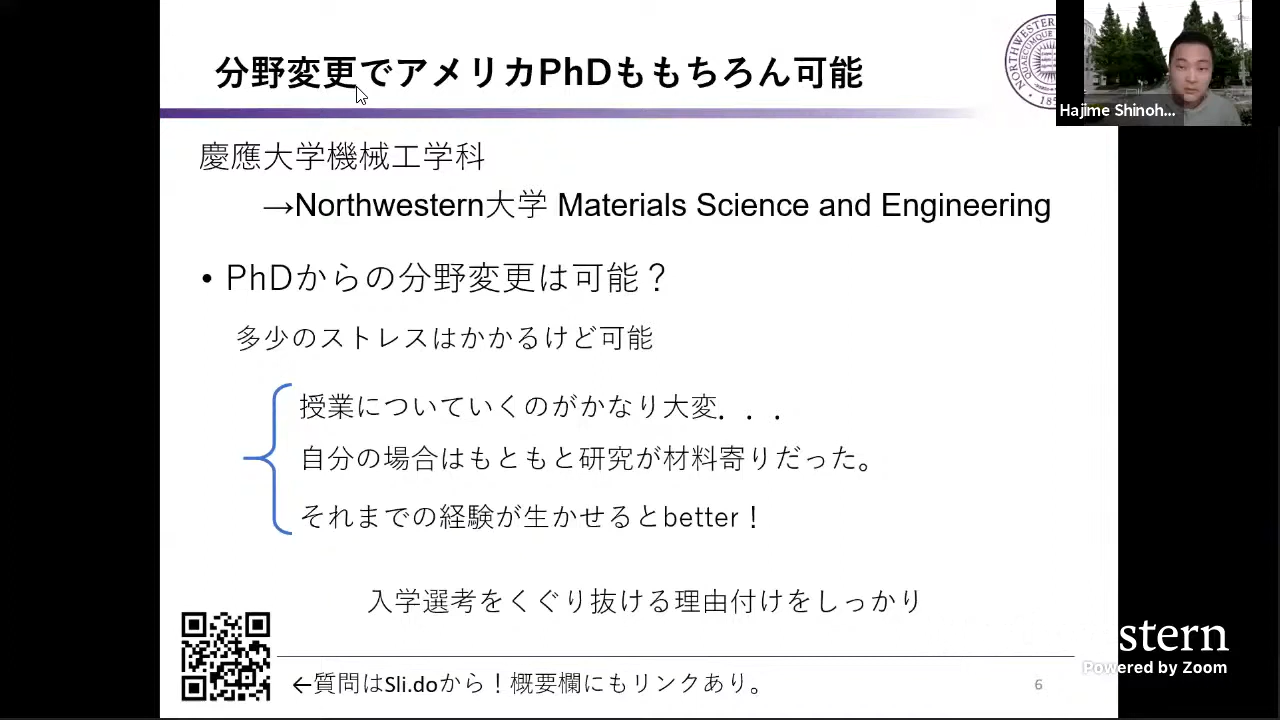 分野変更でアメリカPhDももちろん可能
NORTHWESTERN
Hajime Shinoh...
慶應大学機械工学科
→Northwestern大学 Materials Science and Engineering
• PhDからの分野変更は可能？
多少のストレスはかかるけど可能
授業についていくのがかなり大変．．．
自分の場合はもともと研究が材料寄りだった。
それまでの経験が生かせるとbetter！
入学選考をくぐり抜ける理由付けをしっかり
stern
Powered by Zoom
←質問はSli.doから！概要欄にもリンクあり。
6